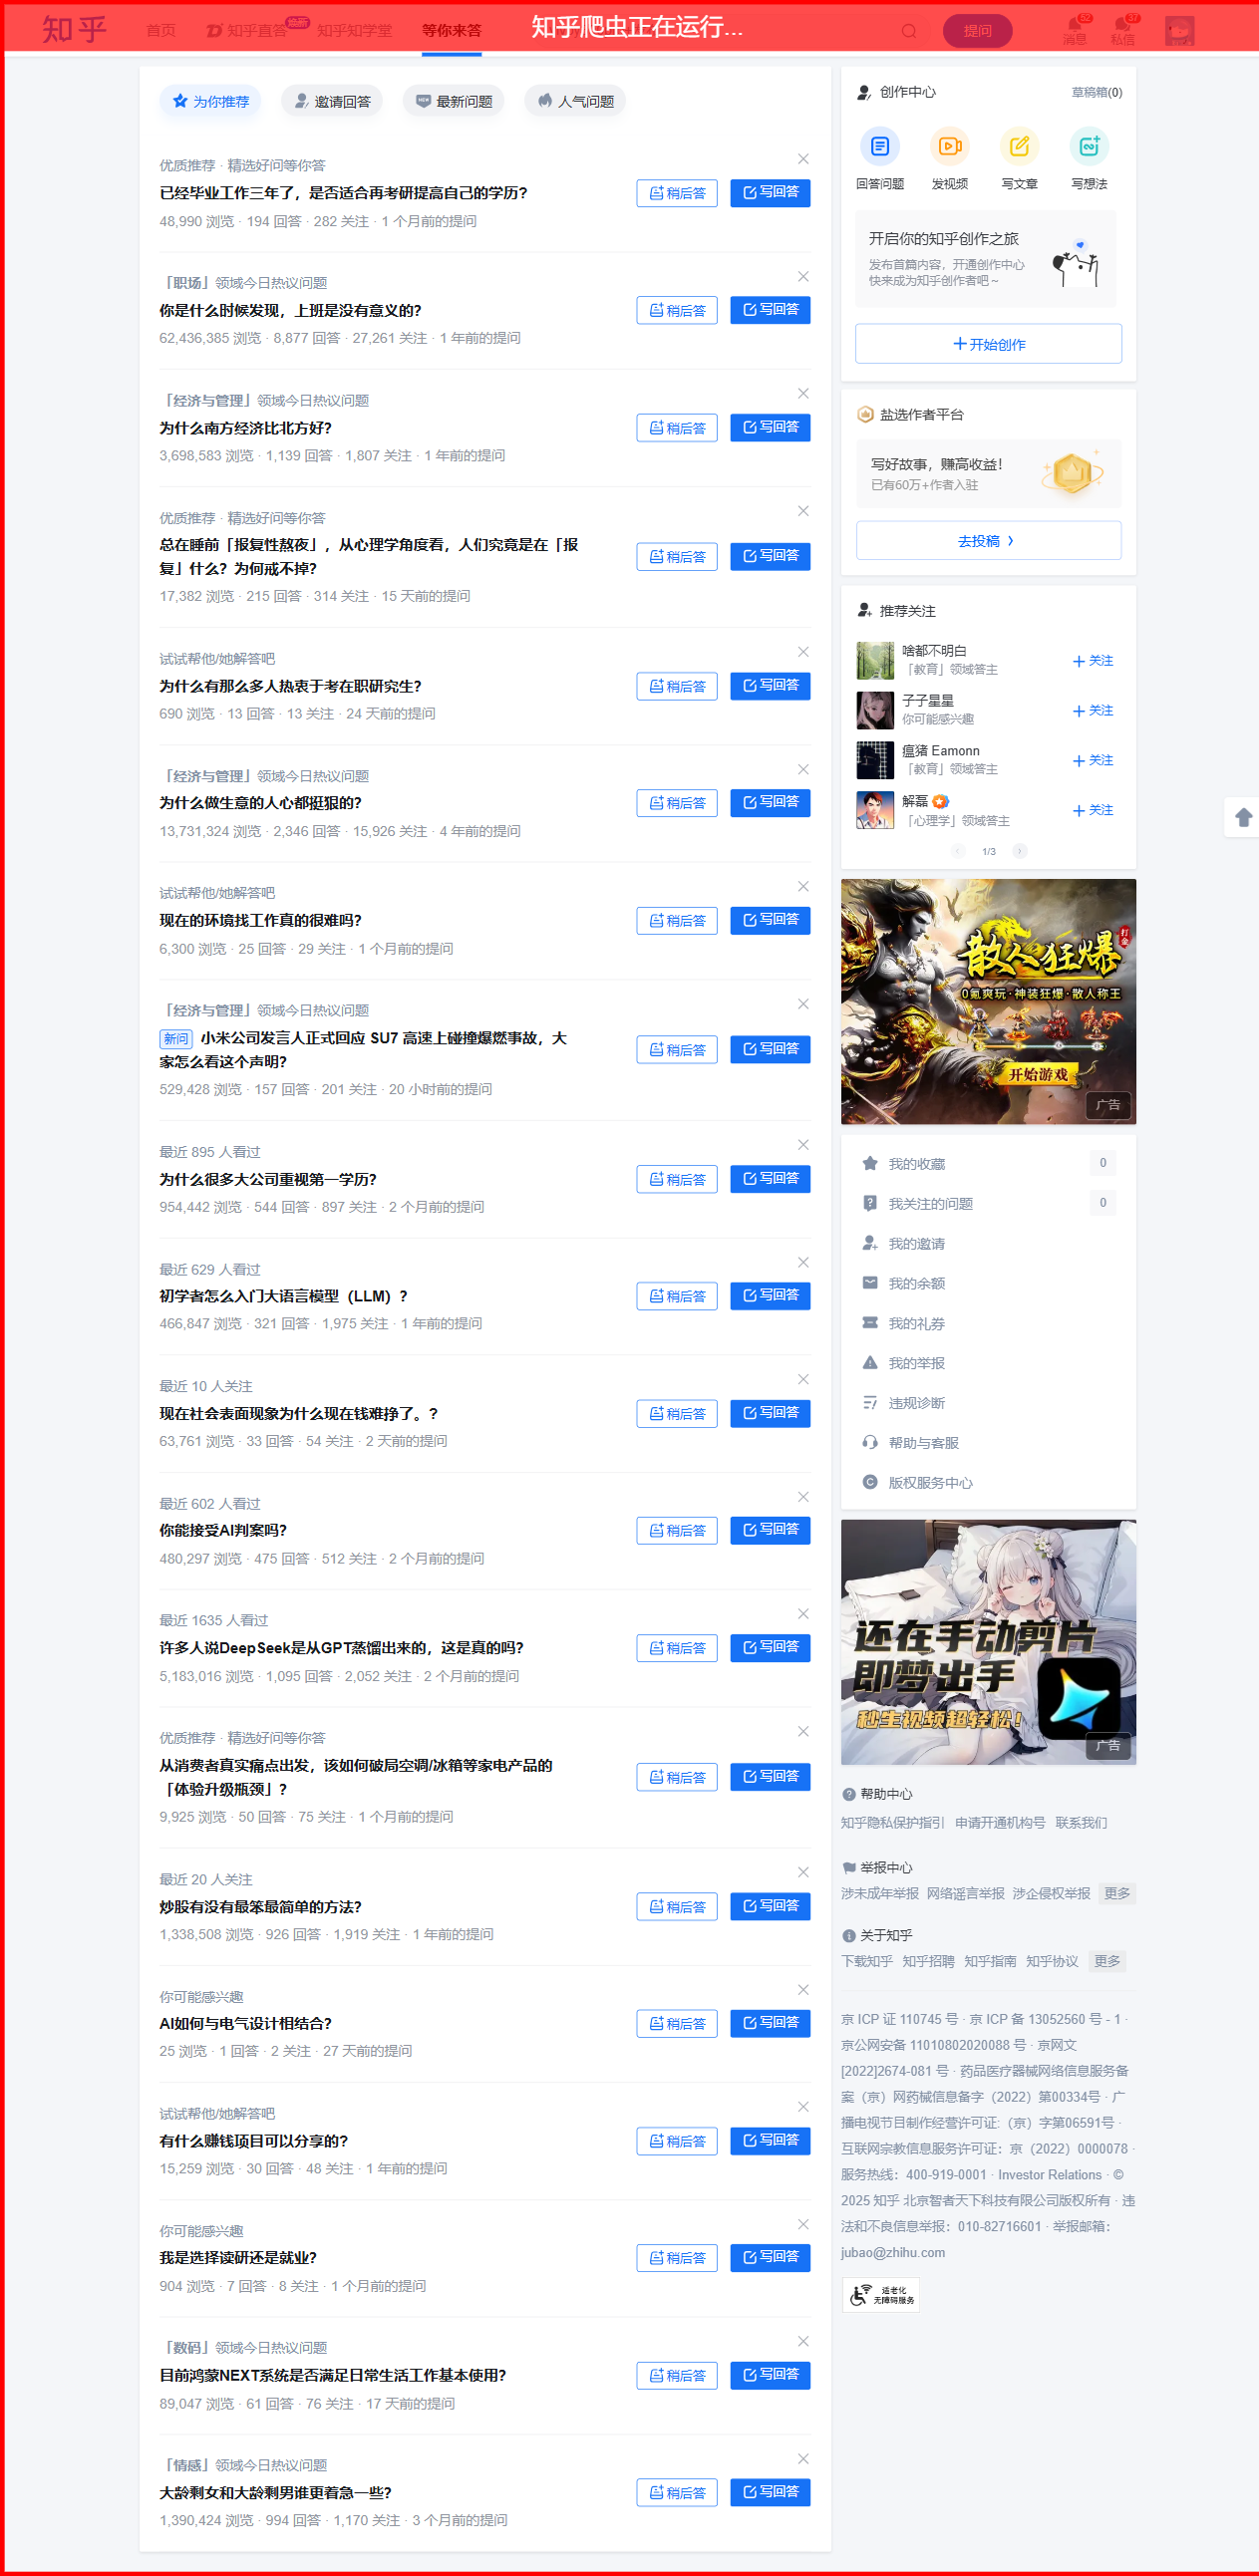 知乎
首页
知乎直答
焕新
知乎知学堂
等你来答
知乎爬虫正在运行...
提问
52
消息
37
私信
为你推荐
邀请回答
最新问题
人气问题
优质推荐 · 精选好问等你答
已经毕业工作三年了，是否适合再考研提高自己的学历？
稍后答
写回答
48,990 浏览 · 194 回答 · 282 关注 · 1 个月前的提问
「职场」领域今日热议问题
你是什么时候发现，上班是没有意义的？
稍后答
写回答
62,436,385 浏览 · 8,877 回答 · 27,261 关注 · 1 年前的提问
「经济与管理」领域今日热议问题
为什么南方经济比北方好？
稍后答
写回答
3,698,583 浏览 · 1,139 回答 · 1,807 关注 · 1 年前的提问
优质推荐 · 精选好问等你答
总在睡前「报复性熬夜」，从心理学角度看，人们究竟是在「报
复」什么？为何戒不掉？
稍后答
写回答
17,382 浏览 · 215 回答 · 314 关注 · 15 天前的提问
试试帮他/她解答吧
为什么有那么多人热衷于考在职研究生？
稍后答
写回答
690 浏览 · 13 回答 · 13 关注 · 24 天前的提问
「经济与管理」领域今日热议问题
为什么做生意的人心都挺狠的？
稍后答
写回答
13,731,324 浏览 · 2,346 回答 · 15,926 关注 · 4 年前的提问
试试帮他/她解答吧
现在的环境找工作真的很难吗？
稍后答
写回答
6,300 浏览 · 25 回答 · 29 关注 · 1 个月前的提问
「经济与管理」领域今日热议问题
新问 小米公司发言人正式回应 SU7 高速上碰撞爆燃事故，大
家怎么看这个声明？
稍后答
写回答
529,428 浏览 · 157 回答 · 201 关注 · 20 小时前的提问
最近 895 人看过
为什么很多大公司重视第一学历？
稍后答
写回答
954,442 浏览 · 544 回答 · 897 关注 · 2 个月前的提问
最近 629 人看过
初学者怎么入门大语言模型（LLM）？
稍后答
写回答
466,847 浏览 · 321 回答 · 1,975 关注 · 1 年前的提问
最近 10 人关注
现在社会表面现象为什么现在钱难挣了。?
稍后答
写回答
63,761 浏览 · 33 回答 · 54 关注 · 2 天前的提问
最近 602 人看过
你能接受AI判案吗？
稍后答
写回答
480,297 浏览 · 475 回答 · 512 关注 · 2 个月前的提问
最近 1635 人看过
许多人说DeepSeek是从GPT蒸馏出来的，这是真的吗？
稍后答
写回答
5,183,016 浏览 · 1,095 回答 · 2,052 关注 · 2 个月前的提问
优质推荐 · 精选好问等你答
从消费者真实痛点出发，该如何破局空调/冰箱等家电产品的
「体验升级瓶颈」？
稍后答
写回答
9,925 浏览 · 50 回答 · 75 关注 · 1 个月前的提问
最近 20 人关注
炒股有没有最笨最简单的方法？
稍后答
写回答
1,338,508 浏览 · 926 回答 · 1,919 关注 · 1 年前的提问
你可能感兴趣
AI如何与电气设计相结合？
稍后答
写回答
25 浏览 · 1 回答 · 2 关注 · 27 天前的提问
试试帮他/她解答吧
有什么赚钱项目可以分享的？
稍后答
写回答
15,259 浏览 · 30 回答 · 48 关注 · 1 年前的提问
你可能感兴趣
我是选择读研还是就业？
稍后答
写回答
904 浏览 · 7 回答 · 8 关注 · 1 个月前的提问
「数码」领域今日热议问题
目前鸿蒙NEXT系统是否满足日常生活工作基本使用？
稍后答
写回答
89,047 浏览 · 61 回答 · 76 关注 · 17 天前的提问
「情感」领域今日热议问题
大龄剩女和大龄剩男谁更着急一些？
稍后答
写回答
1,390,424 浏览 · 994 回答 · 1,170 关注 · 3 个月前的提问
创作中心
草稿箱(0)
回答问题
发视频
写文章
写想法
开启你的知乎创作之旅
发布首篇内容，开通创作中心
快来成为知乎创作者吧～
开始创作
盐选作者平台
写好故事，赚高收益！
已有60万+作者入驻
去投稿
推荐关注
啥都不明白
「教育」领域答主
关注
子子星星
你可能感兴趣
关注
瘟猪 Eamonn
「教育」领域答主
关注
解磊
「心理学」领域答主
关注
1/3
散人狂爆
打金
0氪爽玩·神装狂爆·散人称王
开始游戏
广告
我的收藏
0
我关注的问题
0
我的邀请
我的余额
我的礼券
我的举报
违规诊断
帮助与客服
版权服务中心
还在手动剪片
即梦出手
秒生视频超轻松！
广告
帮助中心
知乎隐私保护指引 申请开通机构号 联系我们
举报中心
涉未成年举报 网络谣言举报 涉企侵权举报 更多
关于知乎
下载知乎 知乎招聘 知乎指南 知乎协议 更多
京 ICP 证 110745 号 · 京 ICP 备 13052560 号 - 1 ·
京公网安备 11010802020088 号 · 京网文
[2022]2674-081 号 · 药品医疗器械网络信息服务备
案（京）网药械信息备字（2022）第00334号 · 广
播电视节目制作经营许可证:（京）字第06591号 ·
互联网宗教信息服务许可证：京（2022）0000078 ·
服务热线：400-919-0001 · Investor Relations · ©
2025 知乎 北京智者天下科技有限公司版权所有 · 违
法和不良信息举报：010-82716601 · 举报邮箱：
jubao@zhihu.com
适老化
无障碍服务